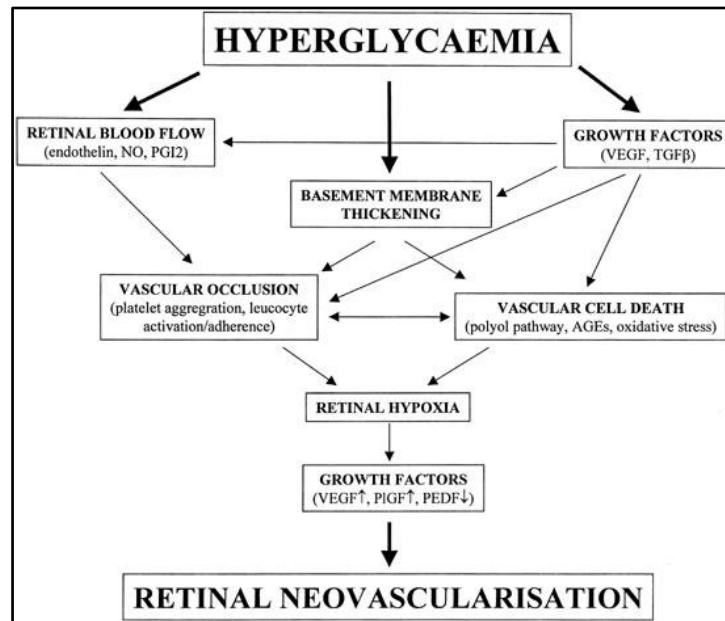 HYPERGLYCAEMIA
RETINAL BLOOD FLOW
(endothelin, NO, PGI2)
GROWTH FACTORS
(VEGF, TGFβ)
BASEMENT MEMBRANE
THICKENING
VASCULAR OCCLUSION
(platelet aggregration, leucocyte
activation/adherence)
VASCULAR CELL DEATH
(polyol pathway, AGEs, oxidative stress)
RETINAL HYPOXIA
GROWTH FACTORS
(VEGF↑, PlGF↑, PEDF↓)
RETINAL NEOVASCULARISATION